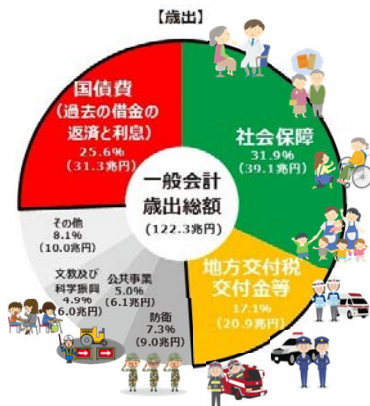 【歳出】
国債費
(過去の借金の
返済と利息)
25.6%
(31.3兆円)
社会保障
31.9%
(39.1兆円)
一般会計
歳出総額
(122.3兆円)
その他
8.1%
(10.0兆円)
文教及び
科学振興
4.9%
(6.0兆円)
公共事業
5.0%
(6.1兆円)
防衛
7.3%
(9.0兆円)
地方交付税
交付金等
17.1%
(20.9兆円)